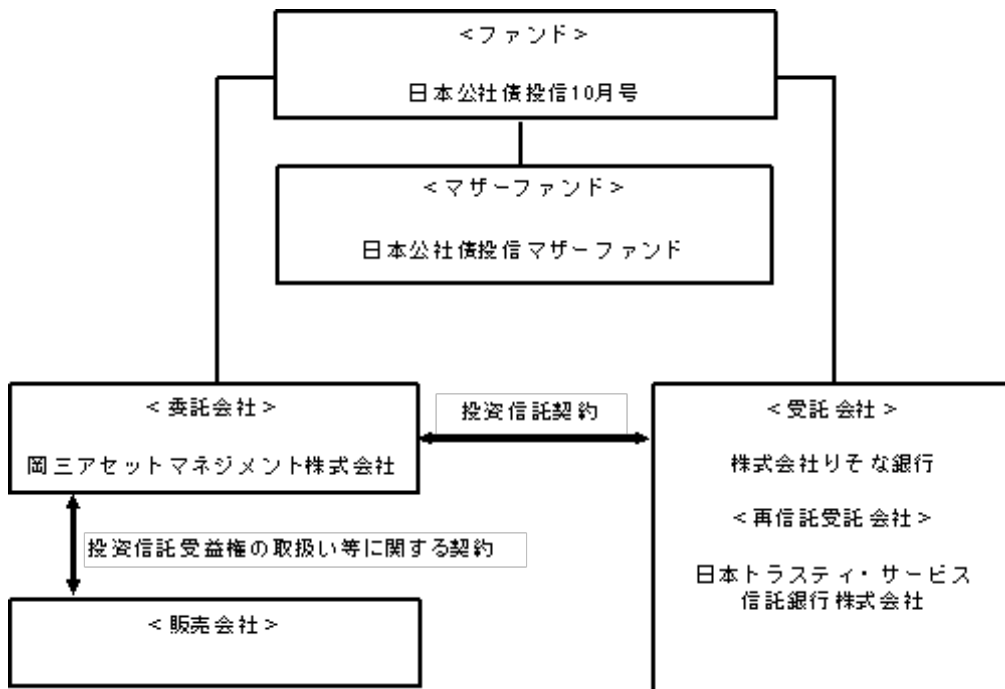 ＜ファンド＞
日本公社債投信10月号
＜マザーファンド＞
日本公社債投信マザーファンド
＜委託会社＞
岡三アセットマネジメント株式会社
投資信託契約
＜受託会社＞
株式会社りそな銀行
＜再信託受託会社＞
日本トラスティ・サービス
信託銀行株式会社
投資信託受益権の取扱い等に関する契約
＜販売会社＞